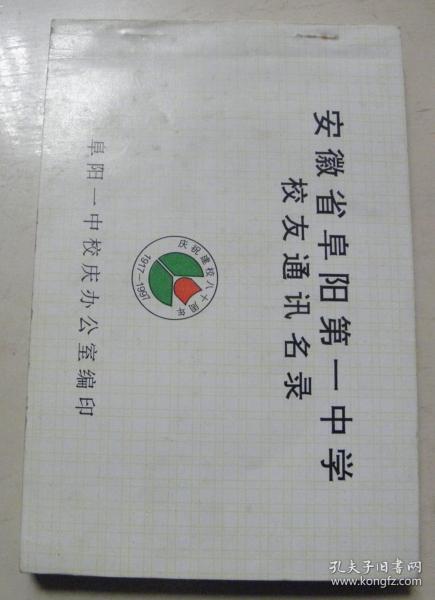 安徽省阜阳第一中学
校友通讯名录
庆祝建校八十周年
1917—1997
阜阳一中校庆办公室编印
孔夫子旧书网
www.kongfz.com